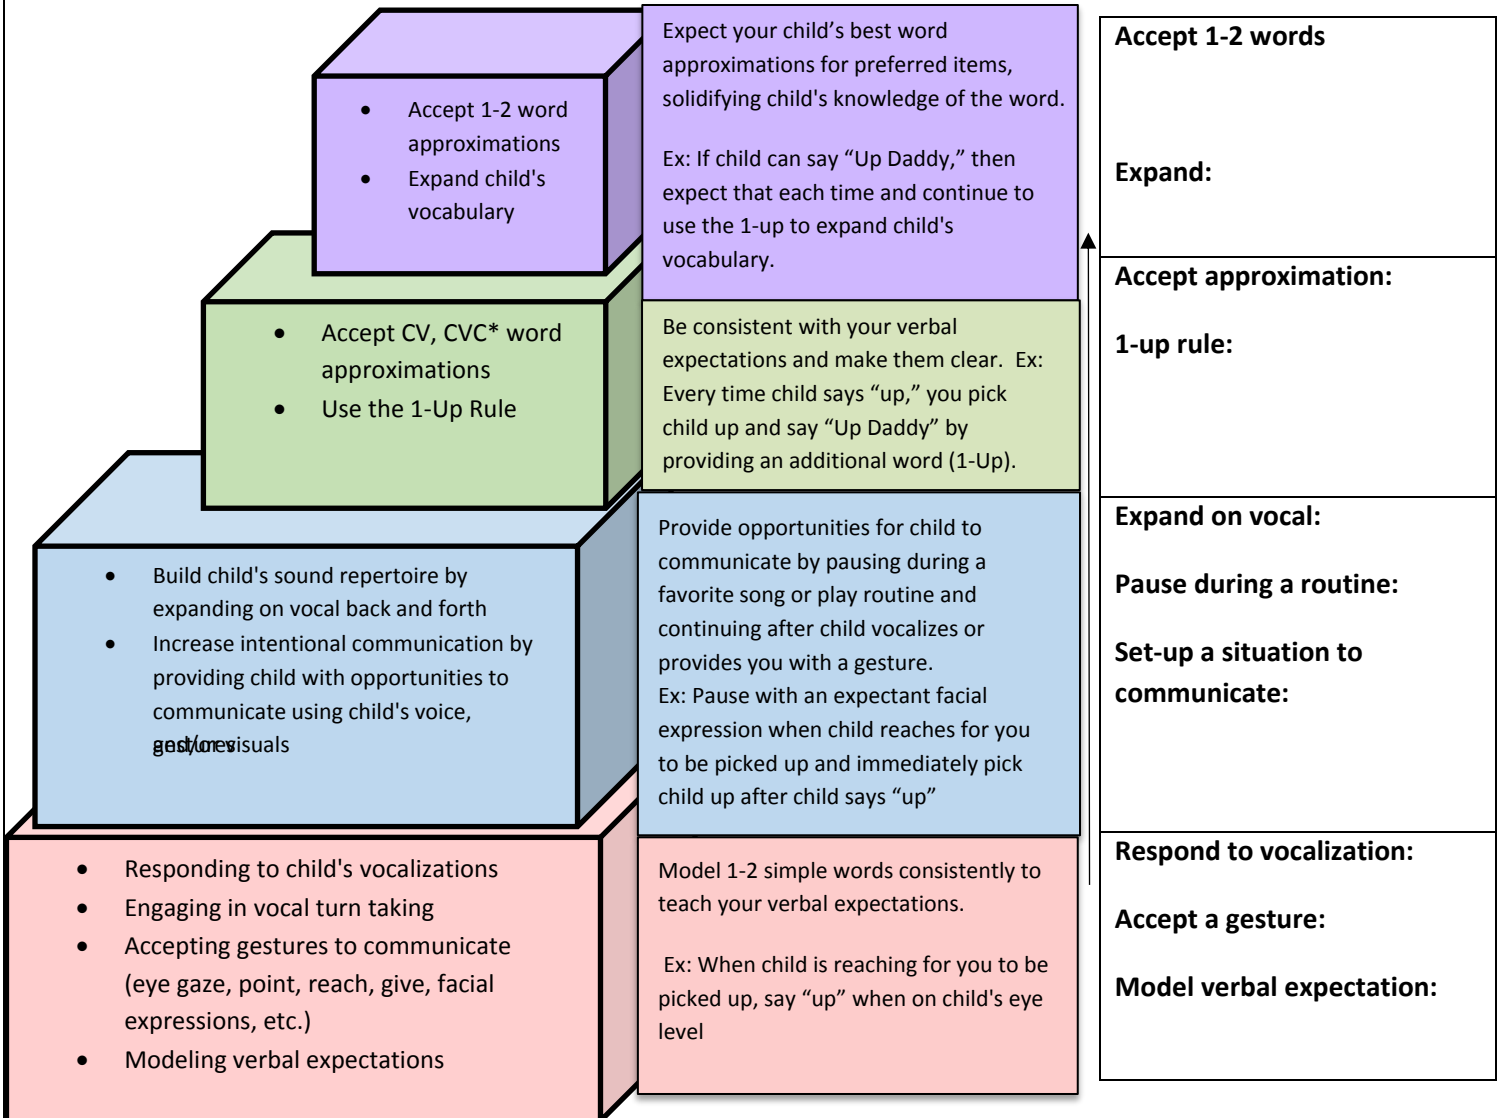 • Accept 1-2 word
approximations
• Expand child's
vocabulary
Expect your child’s best word
approximations for preferred items,
solidifying child's knowledge of the word.
Ex: If child can say “Up Daddy,” then
expect that each time and continue to
use the 1-up to expand child's
vocabulary.
Accept 1-2 words
Expand:
• Accept CV, CVC* word
approximations
• Use the 1-Up Rule
Be consistent with your verbal
expectations and make them clear. Ex:
Every time child says “up,” you pick
child up and say “Up Daddy” by
providing an additional word (1-Up).
Accept approximation:
1-up rule:
• Build child's sound repertoire by
expanding on vocal back and forth
• Increase intentional communication by
providing child with opportunities to
communicate using child's voice,
gestures
and/or visuals
Provide opportunities for child to
communicate by pausing during a
favorite song or play routine and
continuing after child vocalizes or
provides you with a gesture.
Ex: Pause with an expectant facial
expression when child reaches for you
to be picked up and immediately pick
child up after child says “up”
Expand on vocal:
Pause during a routine:
Set-up a situation to
communicate:
• Responding to child's vocalizations
• Engaging in vocal turn taking
• Accepting gestures to communicate
(eye gaze, point, reach, give, facial
expressions, etc.)
• Modeling verbal expectations
Model 1-2 simple words consistently to
teach your verbal expectations.
Ex: When child is reaching for you to be
picked up, say “up” when on child's eye
level
Respond to vocalization:
Accept a gesture:
Model verbal expectation: